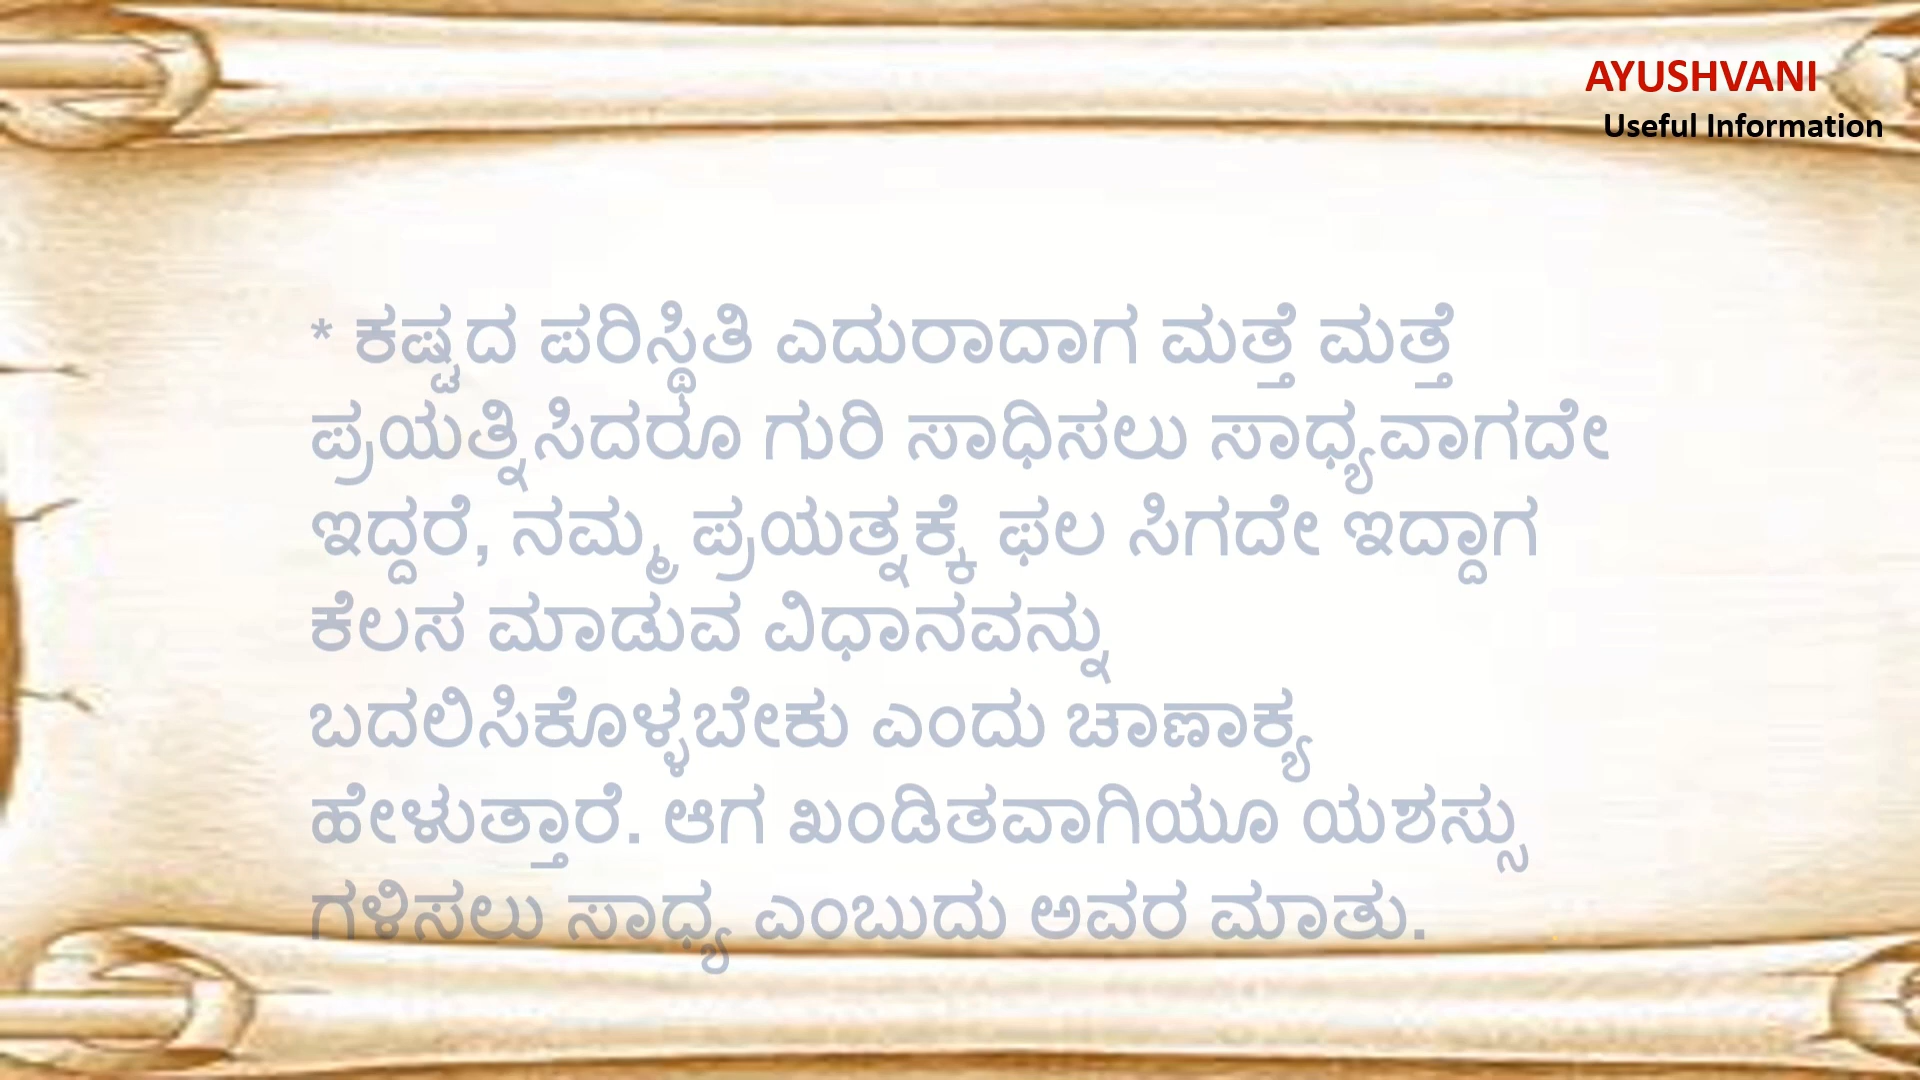 AYUSHVANI
Useful Information
* ಕಷ್ಟದ ಪರಿಸ್ಥಿತಿ ಎದುರಾದಾಗ ಮತ್ತೆ ಮತ್ತೆ
ಪ್ರಯತ್ನಿಸಿದರೂ ಗುರಿ ಸಾಧಿಸಲು ಸಾಧ್ಯವಾಗದೇ
ಇದ್ದರೆ, ನಮ್ಮ ಪ್ರಯತ್ನಕ್ಕೆ ಫಲ ಸಿಗದೇ ಇದ್ದಾಗ
ಕೆಲಸ ಮಾಡುವ ವಿಧಾನವನ್ನು
ಬದಲಿಸಿಕೊಳ್ಳಬೇಕು ಎಂದು ಚಾಣಾಕ್ಯ
ಹೇಳುತ್ತಾರೆ. ಆಗ ಖಂಡಿತವಾಗಿಯೂ ಯಶಸ್ಸು
ಗಳಿಸಲು ಸಾಧ್ಯ ಎಂಬುದು ಅವರ ಮಾತು.